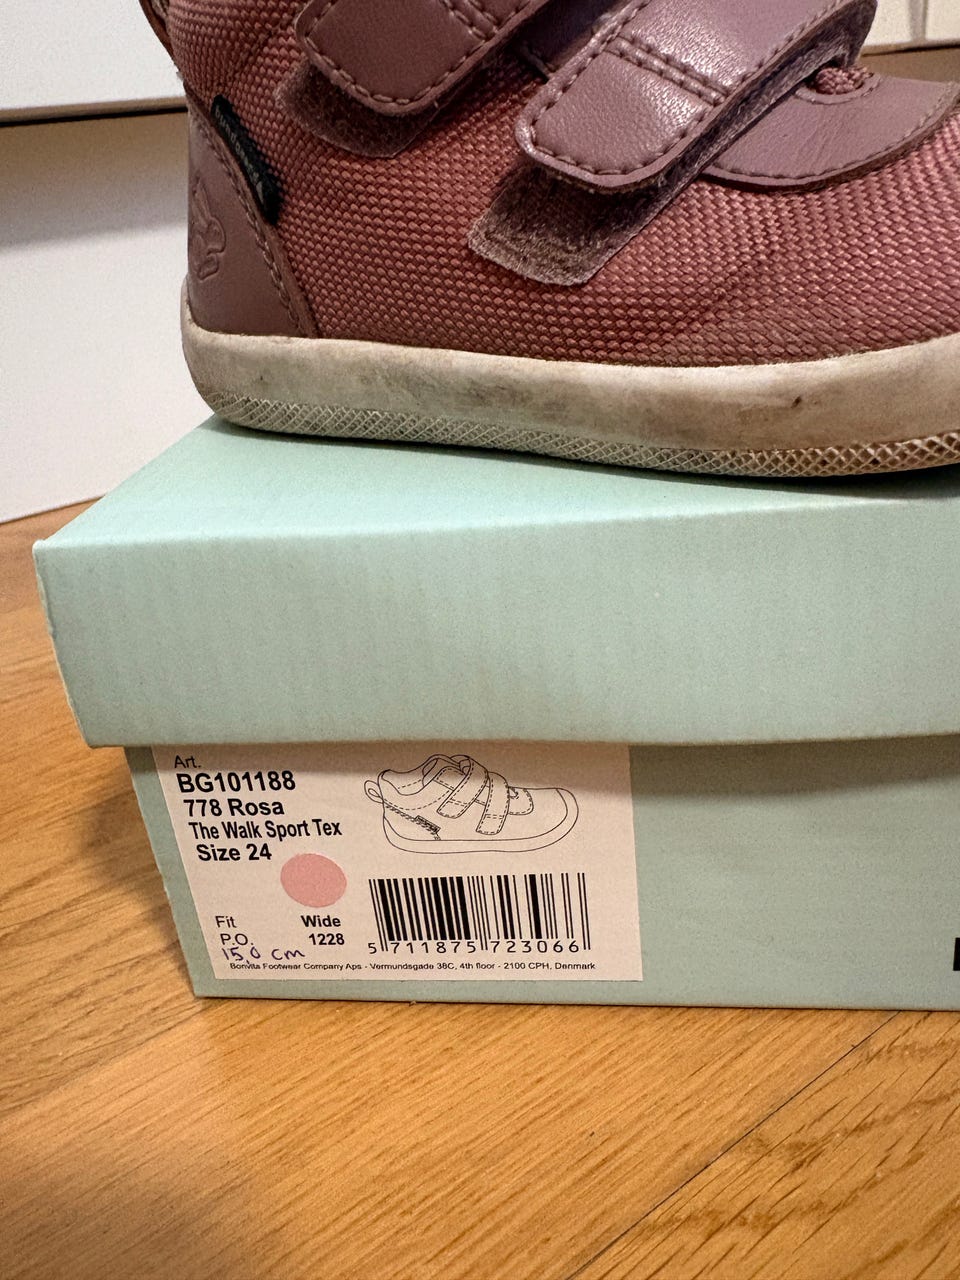 Art.
BG101188
778 Rosa
The Walk Sport Tex
Size 24
Fit Wide
P.O. 1228
15,0 cm
5 711875 723066
Bonvita Footwear Company Aps - Vermundsgade 38C, 4th floor - 2100 CPH, Denmark